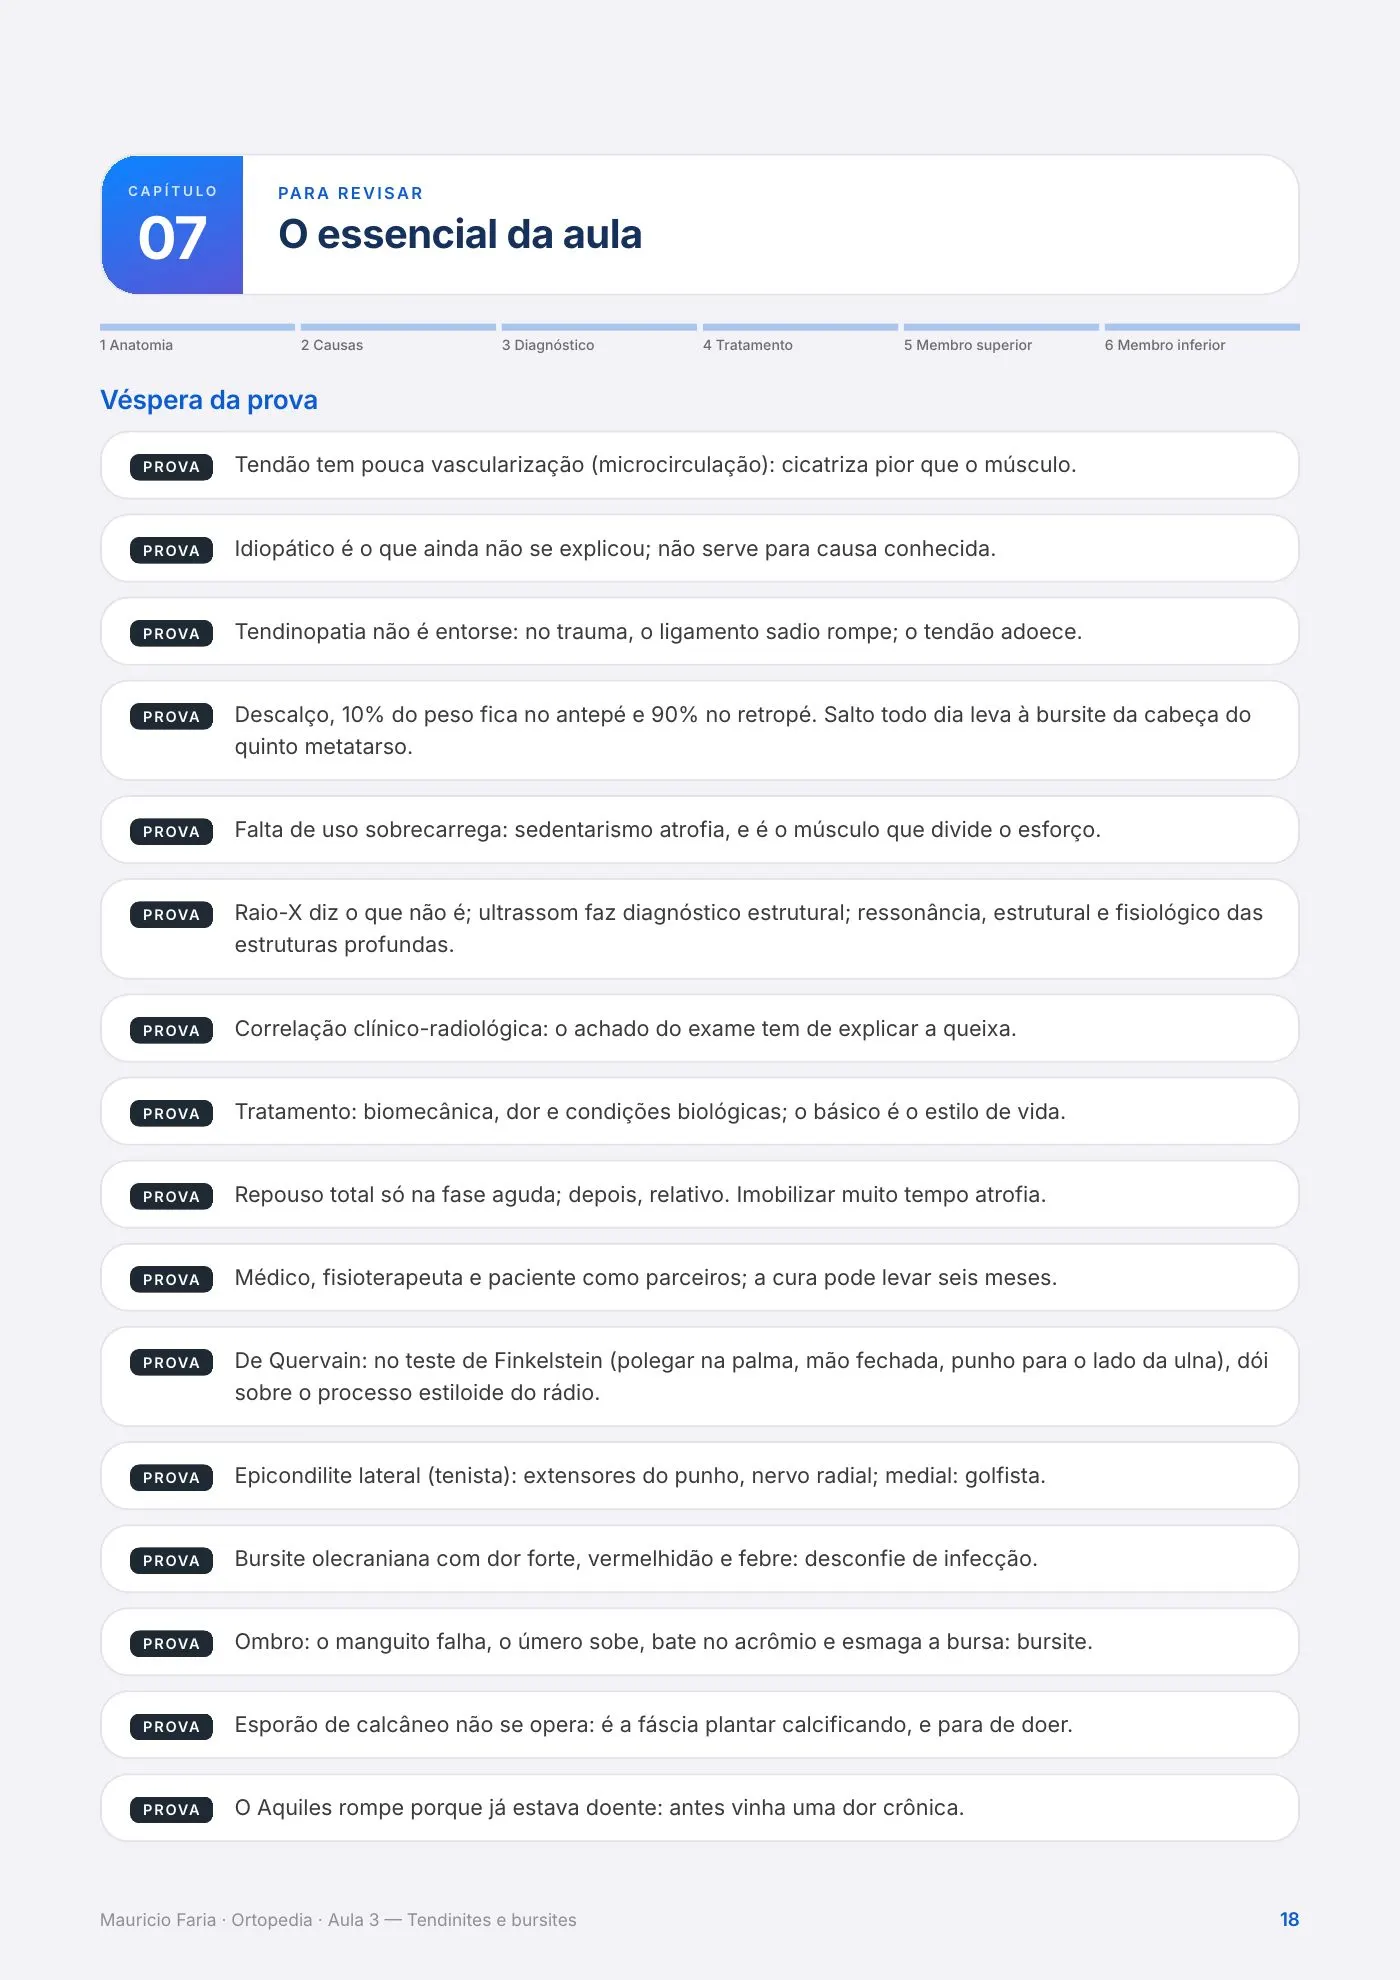 CAPÍTULO
07
PARA REVISAR
O essencial da aula
1 Anatomia
2 Causas
3 Diagnóstico
4 Tratamento
5 Membro superior
6 Membro inferior
Véspera da prova
PROVA Tendão tem pouca vascularização (microcirculação): cicatriza pior que o músculo.
PROVA Idiopático é o que ainda não se explicou; não serve para causa conhecida.
PROVA Tendinopatia não é entorse: no trauma, o ligamento sadio rompe; o tendão adoece.
PROVA Descalço, 10% do peso fica no antepé e 90% no retropé. Salto todo dia leva à bursite da cabeça do
quinto metatarso.
PROVA Falta de uso sobrecarrega: sedentarismo atrofia, e é o músculo que divide o esforço.
PROVA Raio-X diz o que não é; ultrassom faz diagnóstico estrutural; ressonância, estrutural e fisiológico das
estruturas profundas.
PROVA Correlação clínico-radiológica: o achado do exame tem de explicar a queixa.
PROVA Tratamento: biomecânica, dor e condições biológicas; o básico é o estilo de vida.
PROVA Repouso total só na fase aguda; depois, relativo. Imobilizar muito tempo atrofia.
PROVA Médico, fisioterapeuta e paciente como parceiros; a cura pode levar seis meses.
PROVA De Quervain: no teste de Finkelstein (polegar na palma, mão fechada, punho para o lado da ulna), dói
sobre o processo estiloide do rádio.
PROVA Epicondilite lateral (tenista): extensores do punho, nervo radial; medial: golfista.
PROVA Bursite olecraniana com dor forte, vermelhidão e febre: desconfie de infecção.
PROVA Ombro: o manguito falha, o úmero sobe, bate no acrômio e esmaga a bursa: bursite.
PROVA Esporão de calcâneo não se opera: é a fáscia plantar calcificando, e para de doer.
PROVA O Aquiles rompe porque já estava doente: antes vinha uma dor crônica.
Mauricio Faria · Ortopedia · Aula 3 — Tendinites e bursites
18